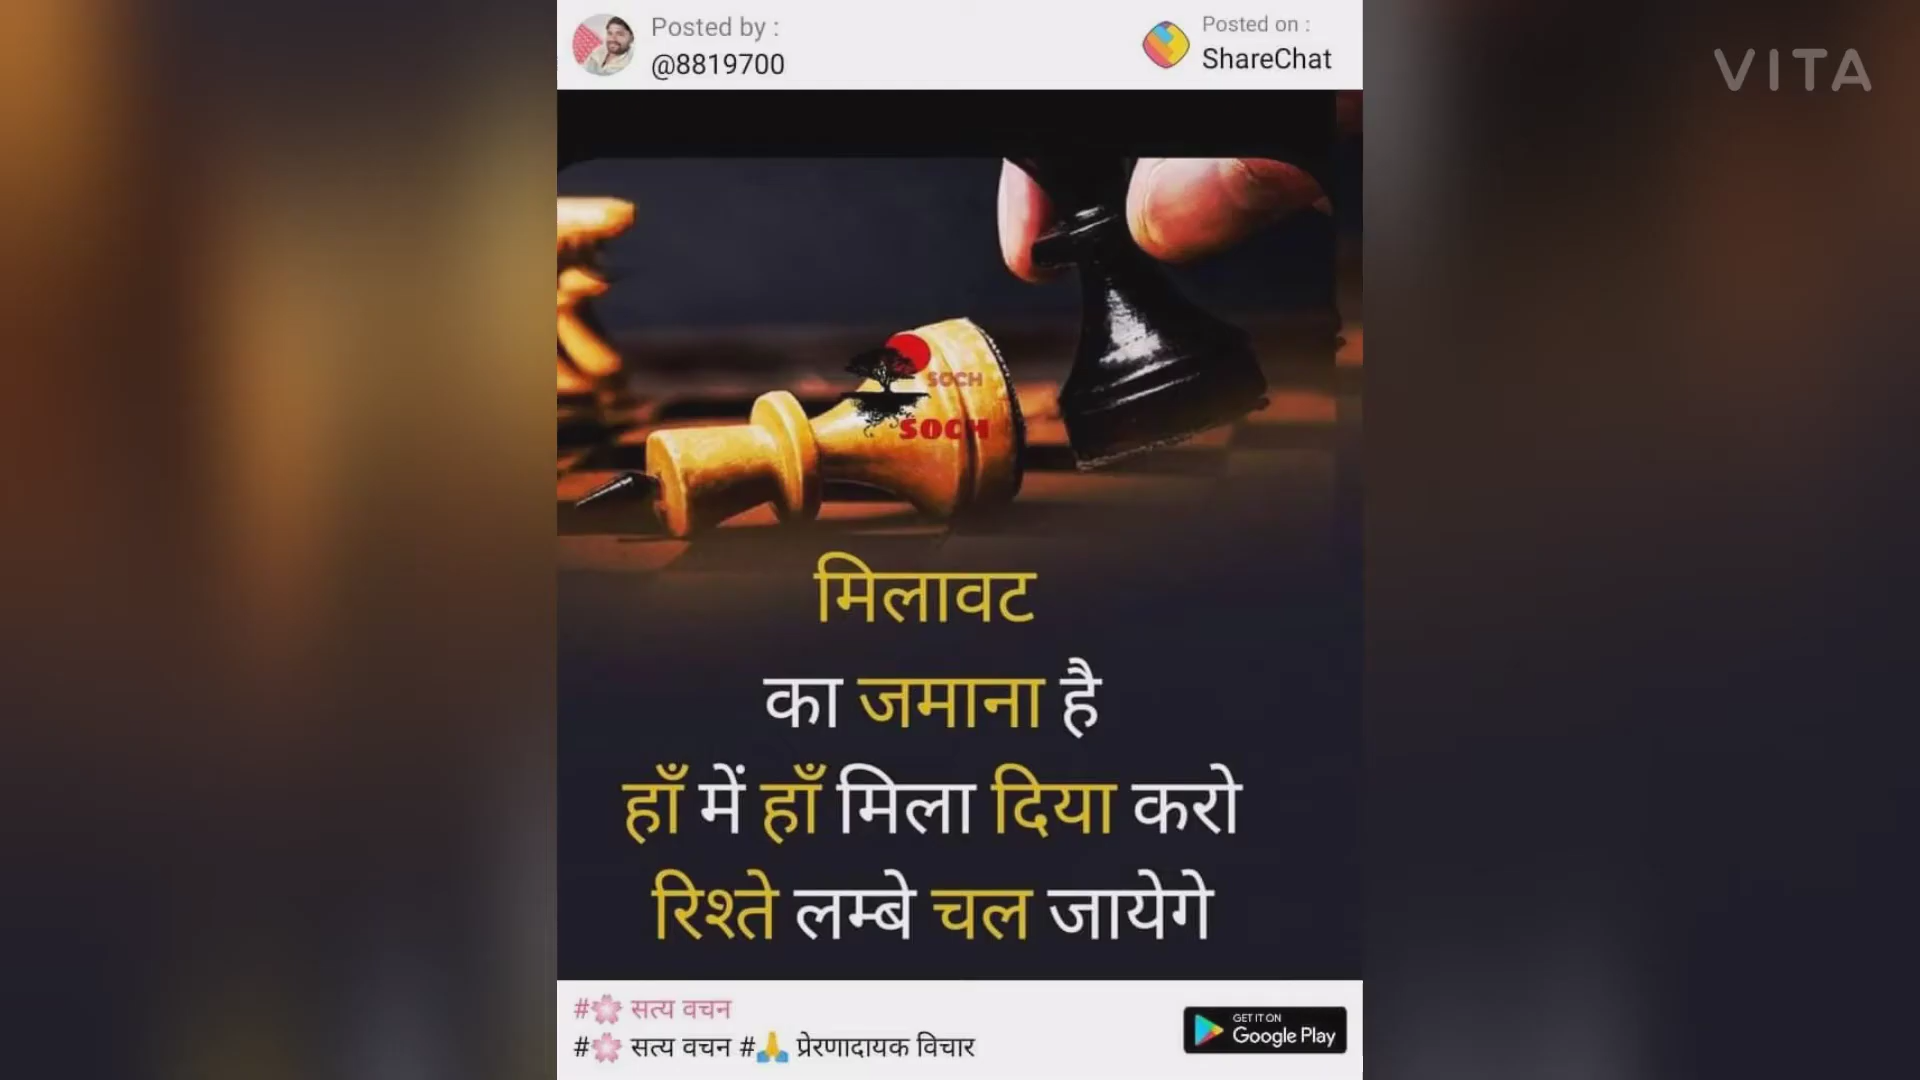 Posted by :
@8819700
Posted on :
ShareChat
VITA
SOCH
SOCH
मिलावट
का जमाना है
हाँ में हाँ मिला दिया करो
रिश्ते लम्बे चल जायेगे
#🌸 सत्य वचन
#🌸 सत्य वचन #🙏 प्रेरणादायक विचार
GET IT ON
Google Play